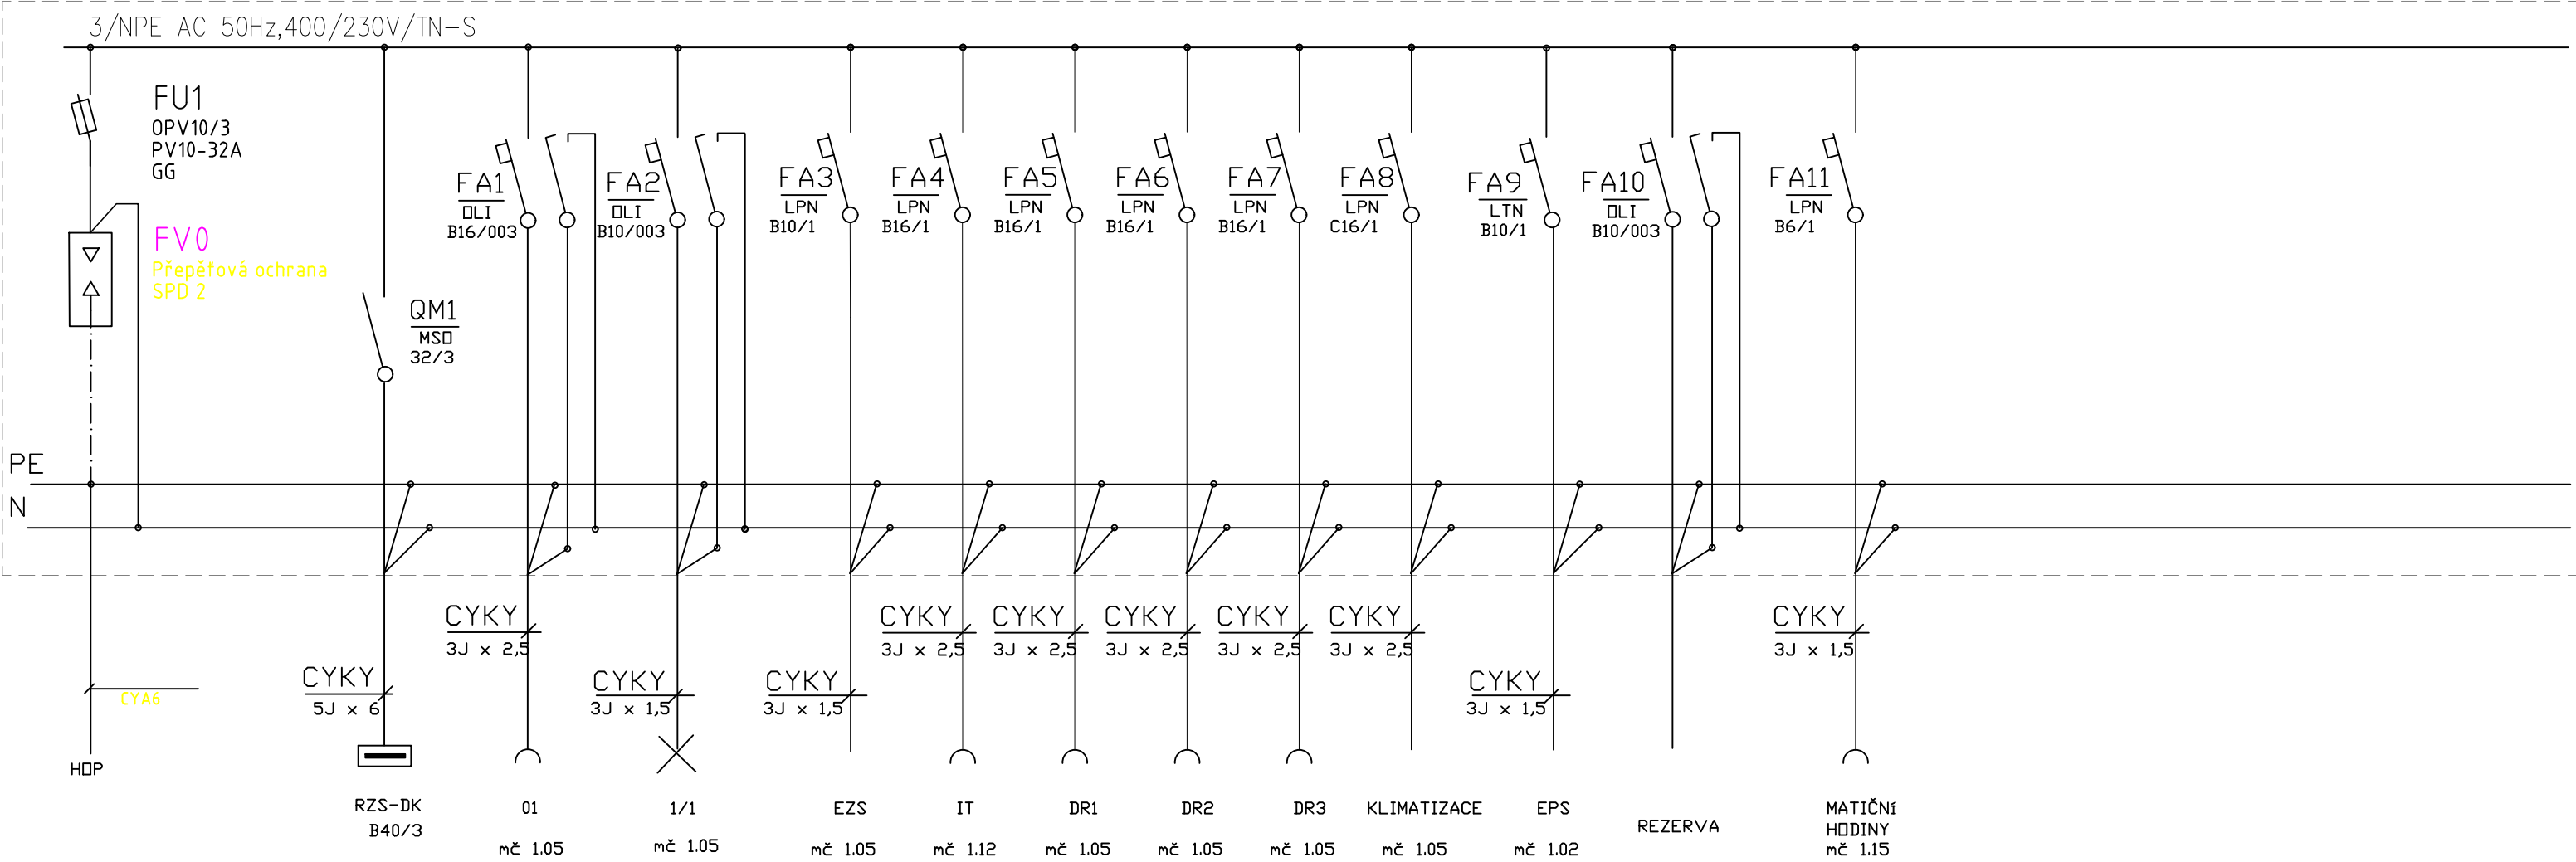 3/NPE AC 50Hz,400/230V/TN-S
FU1
OPV10/3
PV10-32A
GG
FV0
Přepěťová ochrana
SPD 2
QM1
MSO
32/3
FA1
OLI
B16/003
FA2
OLI
B10/003
FA3
LPN
B10/1
FA4
LPN
B16/1
FA5
LPN
B16/1
FA6
LPN
B16/1
FA7
LPN
B16/1
FA8
LPN
C16/1
FA9
LTN
B10/1
FA10
OLI
B10/003
FA11
LPN
B6/1
PE
N
CYA6
HOP
CYKY
5J x 6
RZS-DK
B40/3
CYKY
3J x 2,5
01
mč 1.05
CYKY
3J x 1,5
1/1
mč 1.05
CYKY
3J x 1,5
EZS
mč 1.05
CYKY
3J x 2,5
IT
mč 1.12
CYKY
3J x 2,5
DR1
mč 1.05
CYKY
3J x 2,5
DR2
mč 1.05
CYKY
3J x 2,5
DR3
mč 1.05
CYKY
3J x 2,5
KLIMATIZACE
mč 1.05
CYKY
3J x 1,5
EPS
mč 1.02
REZERVA
CYKY
3J x 1,5
MATIČNÍ
HODINY
mč 1.15